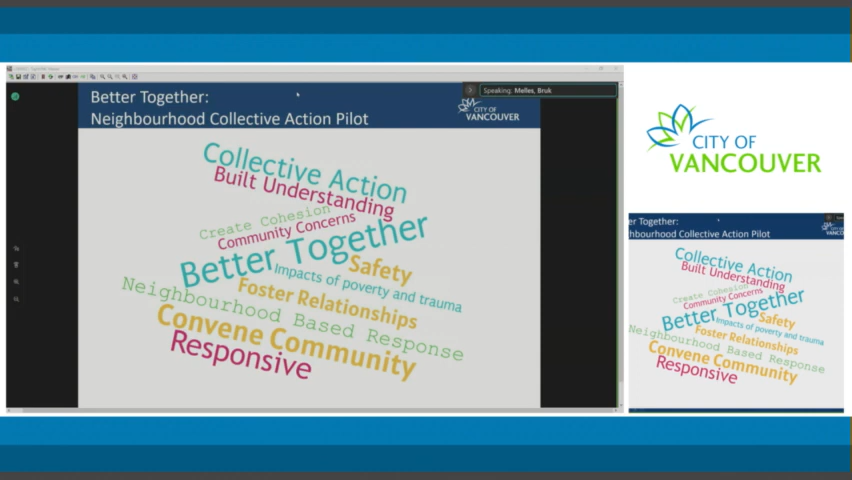 Speaking: Melles, Bruk
Better Together:
Neighbourhood Collective Action Pilot
CITY OF
VANCOUVER
Collective Action
Built Understanding
Create Cohesion
Community Concerns
Better Together
Safety
Impacts of poverty and trauma
Foster Relationships
Neighbourhood Based Response
Convene Community
Responsive
CITY OF
VANCOUVER
er Together:
hbourhood Collective Action Pilot
Collective Action
Built Understanding
Create Cohesion
Community Concerns
Better Together
Safety
Impacts of poverty and trauma
Foster Relationships
Neighbourhood Based Response
Convene Community
Responsive